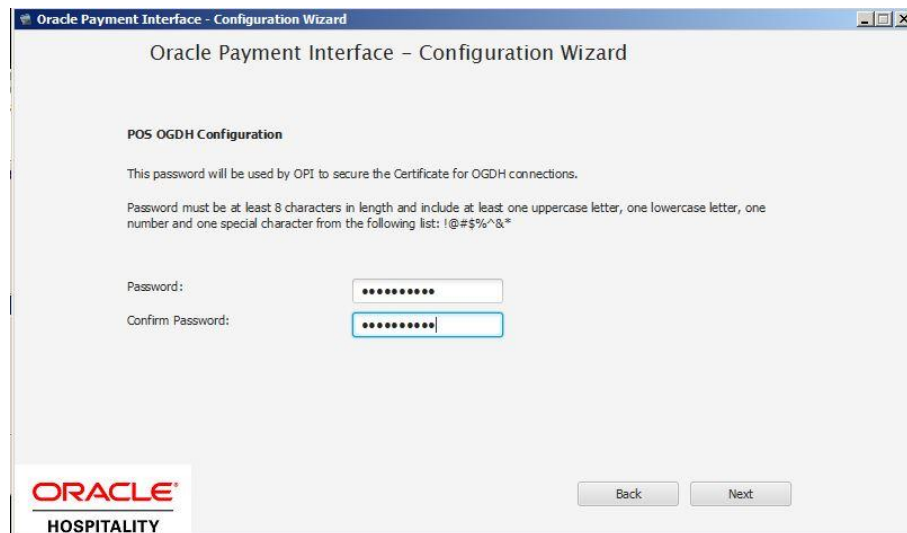 Oracle Payment Interface - Configuration Wizard
Oracle Payment Interface – Configuration Wizard
POS OGDH Configuration
This password will be used by OPI to secure the Certificate for OGDH connections.
Password must be at least 8 characters in length and include at least one uppercase letter, one lowercase letter, one
number and one special character from the following list: !@#$%^&*
Password: ••••••••••
Confirm Password: ••••••••••
ORACLE®
HOSPITALITY
Back Next